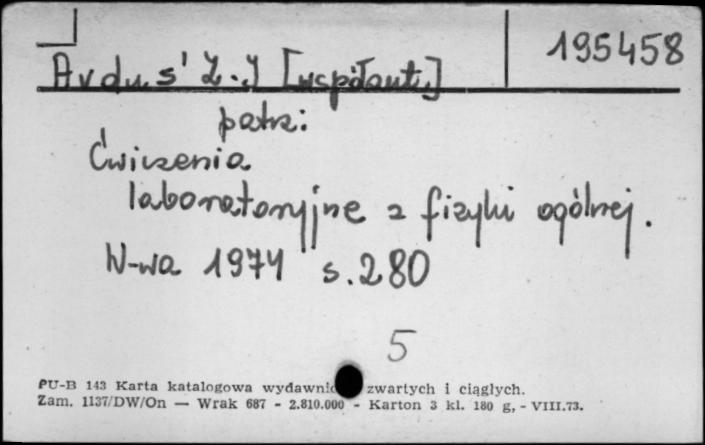 195458
Avdus' Z.I [współaut.]
patrz:
Ćwiczenia
laboratoryjne z fizyki ogólnej.
W-wa 1974 s.280
5
PU-B 143 Karta katalogowa wydawnic zwartych i ciągłych.
Zam. 1137/DW/On — Wrak 687 - 2.810.000 - Karton 3 kl. 180 g, - VIII.73.